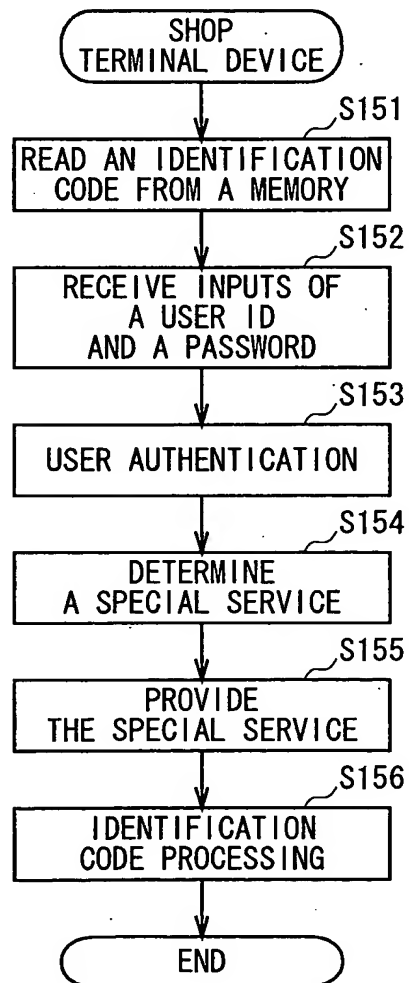 SHOP
TERMINAL DEVICE
S151
READ AN IDENTIFICATION
CODE FROM A MEMORY
S152
RECEIVE INPUTS OF
A USER ID
AND A PASSWORD
S153
USER AUTHENTICATION
S154
DETERMINE
A SPECIAL SERVICE
S155
PROVIDE
THE SPECIAL SERVICE
S156
IDENTIFICATION
CODE PROCESSING
END